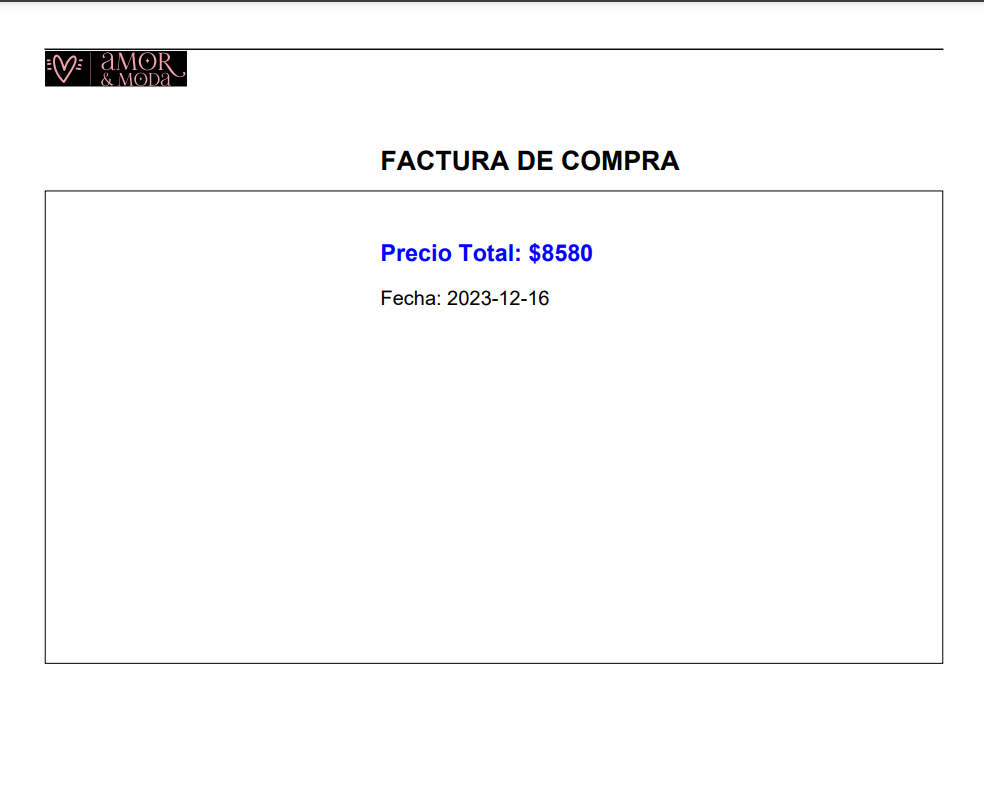 AMOR
& MODA
FACTURA DE COMPRA
Precio Total: $8580
Fecha: 2023-12-16